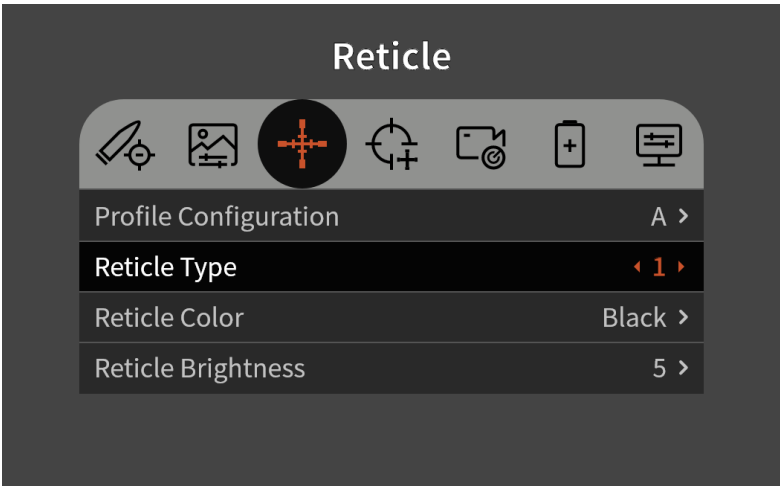 Reticle
Profile Configuration A >
Reticle Type 1
Reticle Color Black >
Reticle Brightness 5 >